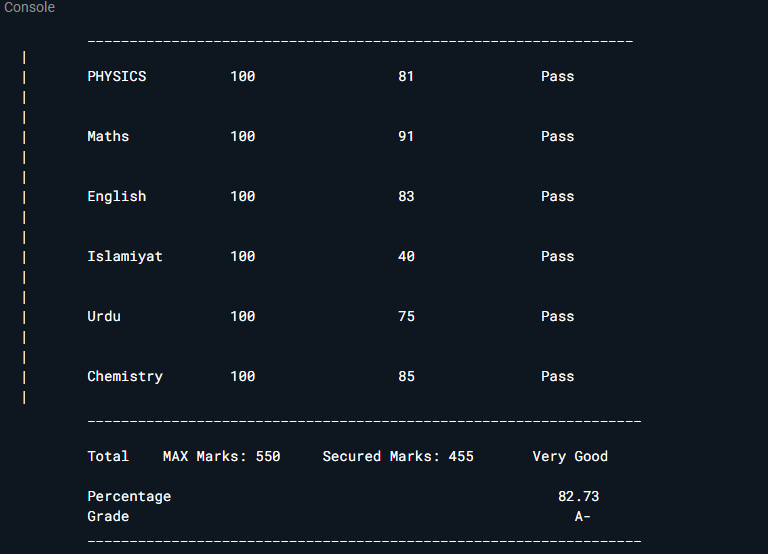 Console
----------------------------------------------------------------
|
| PHYSICS 100 81 Pass
|
|
| Maths 100 91 Pass
|
|
| English 100 83 Pass
|
|
| Islamiyat 100 40 Pass
|
|
| Urdu 100 75 Pass
|
|
| Chemistry 100 85 Pass
|
-----------------------------------------------------------------
Total MAX Marks: 550 Secured Marks: 455 Very Good
Percentage 82.73
Grade A-
-----------------------------------------------------------------